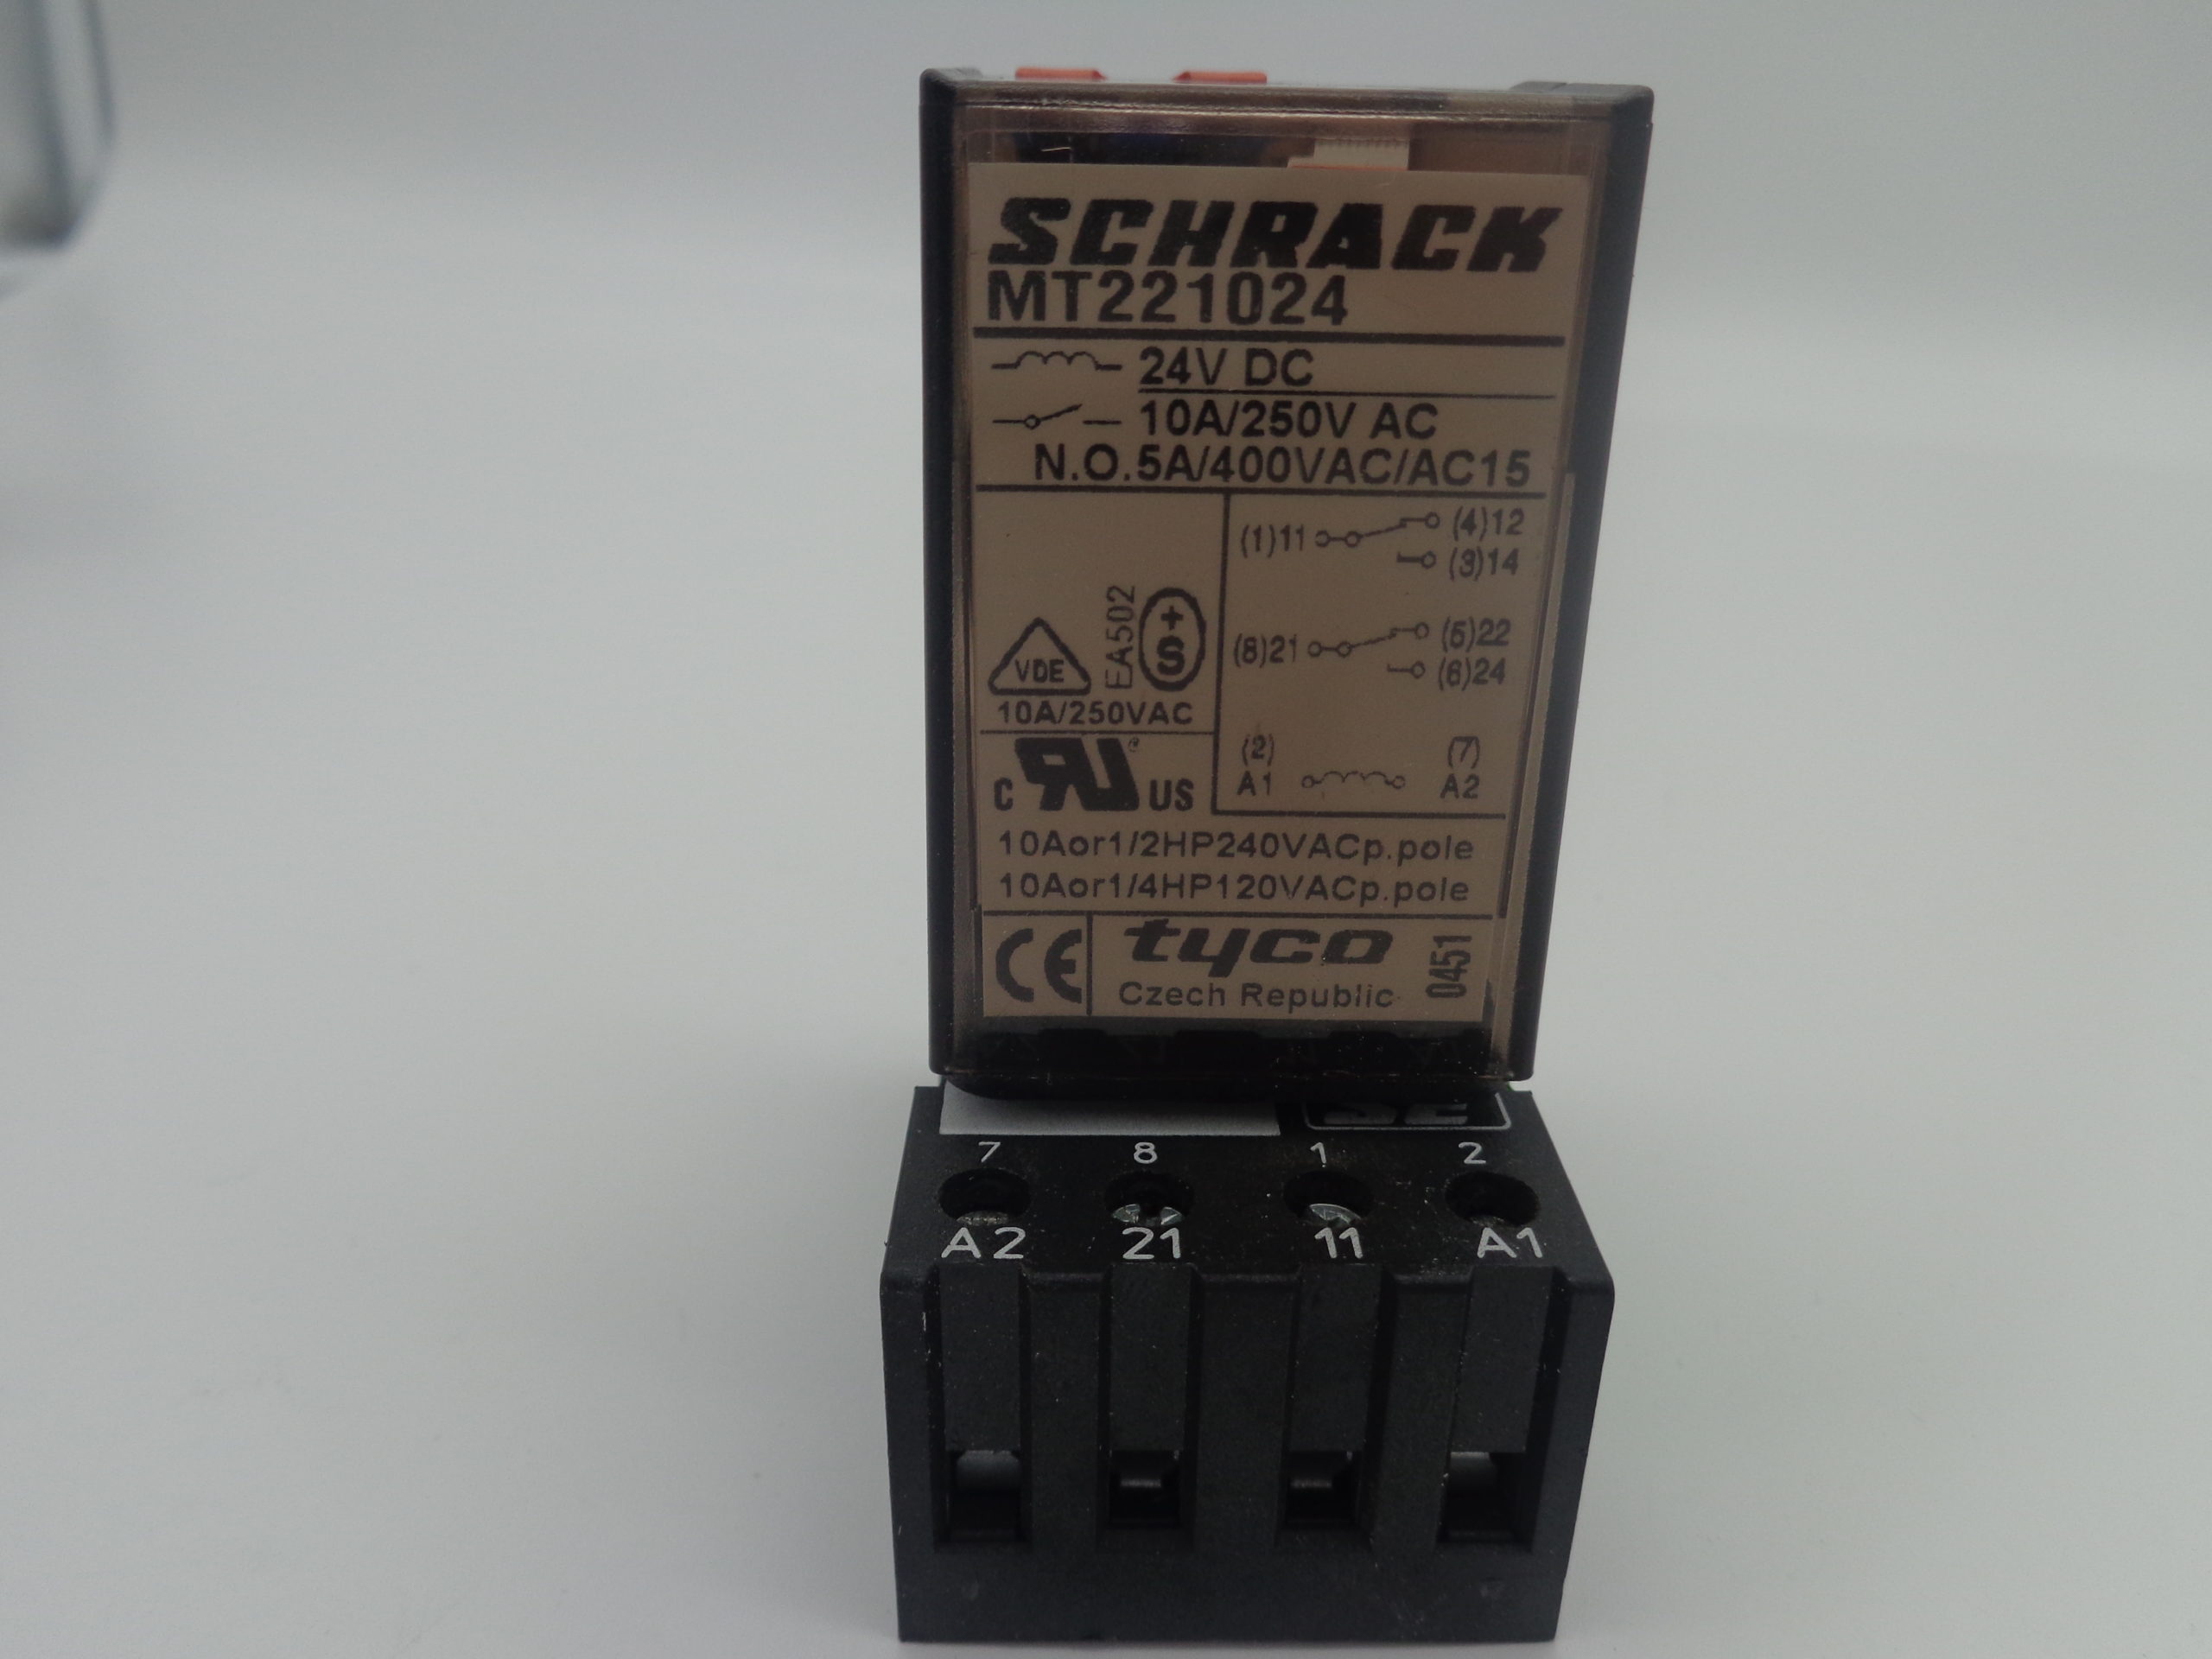 SCHRACK
MT221024
24V DC
10A/250V AC
N.O.5A/400VAC/AC15
(1)11 (4)12
(3)14
(8)21 (5)22
(6)24
(2) (7)
A1 A2
VDE
EA502
+
S
10A/250VAC
C RU® US
10Aor1/2HP240VACp.pole
10Aor1/4HP120VACp.pole
CE
tyco
Czech Republic
0451
7 8 1 2
A2 21 11 A1